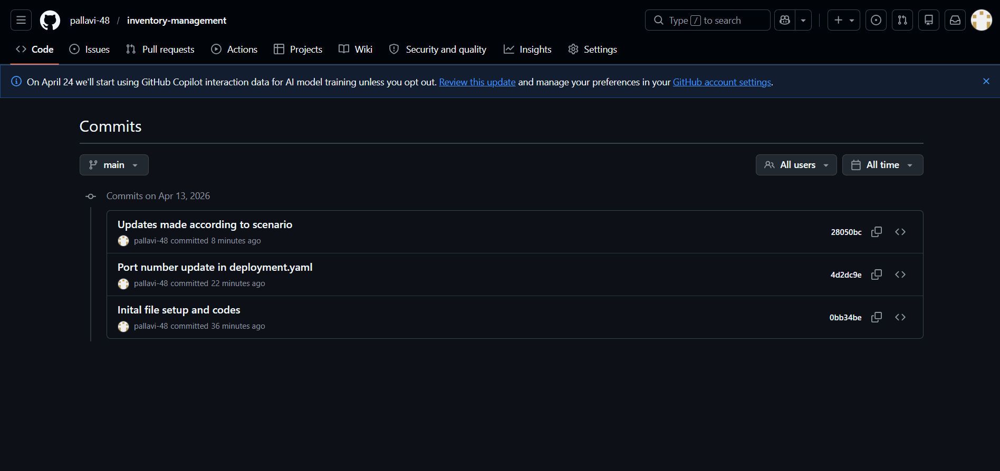 pallavi-48 / inventory-management
Type / to search
Code Issues Pull requests Actions Projects Wiki Security and quality Insights Settings
On April 24 we'll start using GitHub Copilot interaction data for AI model training unless you opt out. Review this update and manage your preferences in your GitHub account settings.
Commits
main All users All time
Commits on Apr 13, 2026
Updates made according to scenario
28050bc
pallavi-48 committed 8 minutes ago
Port number update in deployment.yaml
4d2dc9e
pallavi-48 committed 22 minutes ago
Inital file setup and codes
0bb34be
pallavi-48 committed 36 minutes ago